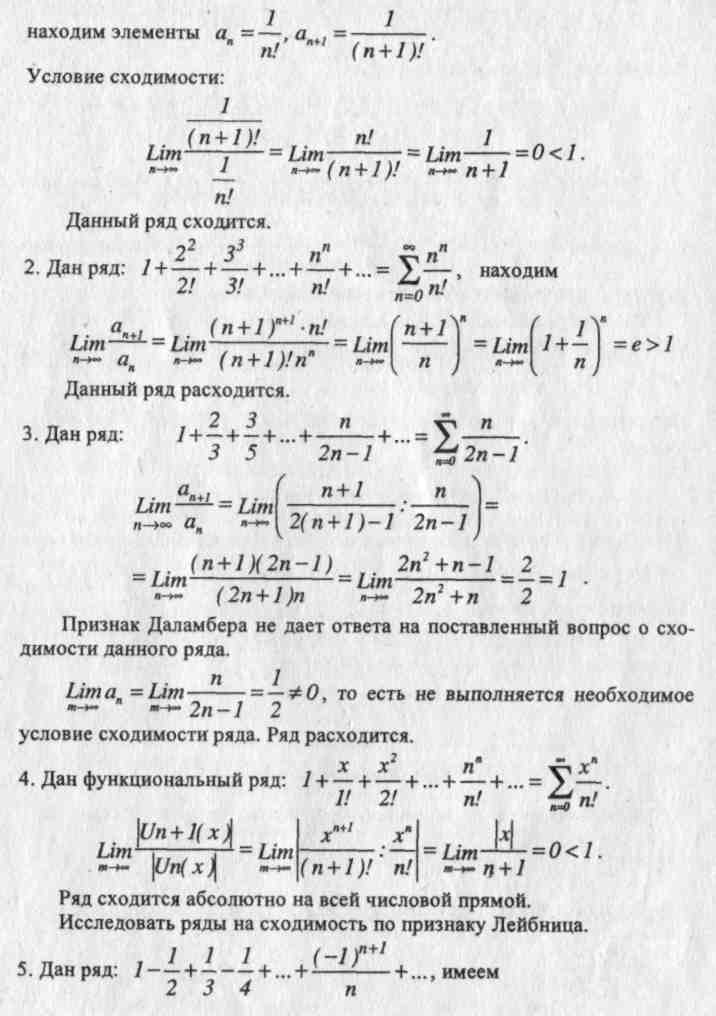 находим элементы a_n = 1/n!, a_{n+1} = 1/(n+1)!.
Условие сходимости:
Lim_{n→∞} (1/(n+1)!)/(1/n!) = Lim_{n→∞} n!/(n+1)! = Lim_{n→∞} 1/(n+1) = 0 < 1.
Данный ряд сходится.
2. Дан ряд: 1 + 2²/2! + 3³/3! + ... + nⁿ/n! + ... = ∑_{n=0}^{∞} nⁿ/n!, находим
Lim_{n→∞} a_{n+1}/a_n = Lim_{n→∞} ((n+1)^{n+1} · n!)/((n+1)! nⁿ) = Lim_{n→∞} ((n+1)/n)ⁿ = Lim_{n→∞} (1 + 1/n)ⁿ = e > 1
Данный ряд расходится.
3. Дан ряд: 1 + 2/3 + 3/5 + ... + n/(2n−1) + ... = ∑_{n=0}^{∞} n/(2n−1).
Lim_{n→∞} a_{n+1}/a_n = Lim_{n→∞} ((n+1)/(2(n+1)−1) : n/(2n−1)) =
= Lim_{n→∞} ((n+1)(2n−1))/((2n+1)n) = Lim_{n→∞} (2n²+n−1)/(2n²+n) = 2/2 = 1 .
Признак Даламбера не дает ответа на поставленный вопрос о схо-
димости данного ряда.
Lim_{m→∞} a_n = Lim_{m→∞} n/(2n−1) = 1/2 ≠ 0, то есть не выполняется необходимое
условие сходимости ряда. Ряд расходится.
4. Дан функциональный ряд: 1 + x/1! + x²/2! + ... + nⁿ/n! + ... = ∑_{n=0}^{∞} xⁿ/n!.
Lim_{m→∞} |Un+1(x)|/|Un(x)| = Lim_{m→∞} |x^{n+1}/(n+1)! : xⁿ/n!| = Lim_{m→∞} |x|/(n+1) = 0 < 1.
Ряд сходится абсолютно на всей числовой прямой.
Исследовать ряды на сходимость по признаку Лейбница.
5. Дан ряд: 1 − 1/2 + 1/3 − 1/4 + ... + (−1)^{n+1}/n + ..., имеем